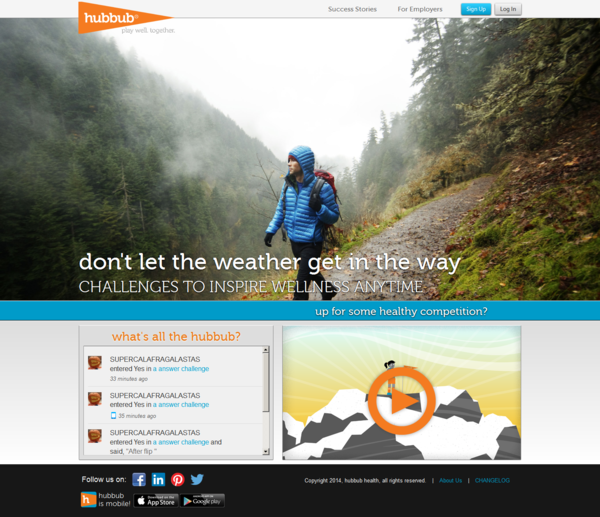 hubbub®
play well. together.
Success Stories
For Employers
Sign Up
Log In
don't let the weather get in the way
CHALLENGES TO INSPIRE WELLNESS ANYTIME
up for some healthy competition?
what's all the hubbub?
SUPERCALAFRAGALASTAS
entered Yes in a answer challenge
33 minutes ago
SUPERCALAFRAGALASTAS
entered Yes in a answer challenge
35 minutes ago
SUPERCALAFRAGALASTAS
entered Yes in a answer challenge and
said, "After flip "
Follow us on:
hubbub
is mobile!
Download on the
App Store
Google play
Copyright 2014, hubbub health, all rights reserved. | About Us | CHANGELOG